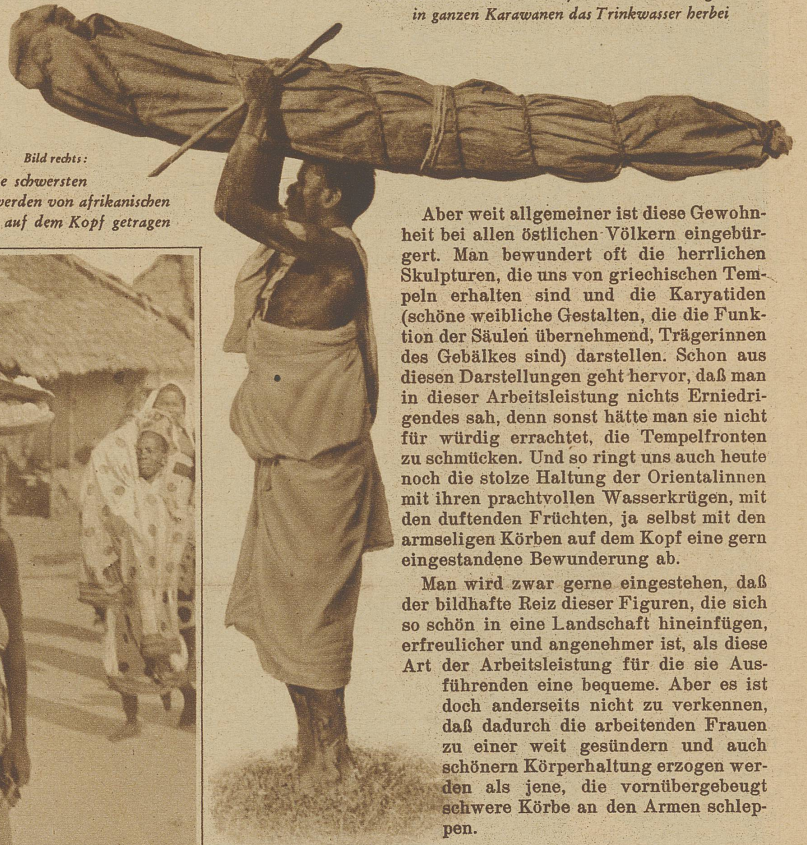 in ganzen Karawanen das Trinkwasser herbei
Bild rechts:
e schwersten
werden von afrikanischen
auf dem Kopf getragen
Aber weit allgemeiner ist diese Gewohn-
heit bei allen östlichen Völkern eingebür-
gert. Man bewundert oft die herrlichen
Skulpturen, die uns von griechischen Tem-
peln erhalten sind und die Karyatiden
(schöne weibliche Gestalten, die die Funk-
tion der Säulen übernehmend, Trägerinnen
des Gebälkes sind) darstellen. Schon aus
diesen Darstellungen geht hervor, daß man
in dieser Arbeitsleistung nichts Erniedri-
gendes sah, denn sonst hätte man sie nicht
für würdig errachtet, die Tempelfronten
zu schmücken. Und so ringt uns auch heute
noch die stolze Haltung der Orientalinnen
mit ihren prachtvollen Wasserkrügen, mit
den duftenden Früchten, ja selbst mit den
armseligen Körben auf dem Kopf eine gern
eingestandene Bewunderung ab.
Man wird zwar gerne eingestehen, daß
der bildhafte Reiz dieser Figuren, die sich
so schön in eine Landschaft hineinfügen,
erfreulicher und angenehmer ist, als diese
Art der Arbeitsleistung für die sie Aus-
führenden eine bequeme. Aber es ist
doch anderseits nicht zu verkennen,
daß dadurch die arbeitenden Frauen
zu einer weit gesündern und auch
schönern Körperhaltung erzogen wer-
den als jene, die vornübergebeugt
schwere Körbe an den Armen schlep-
pen.